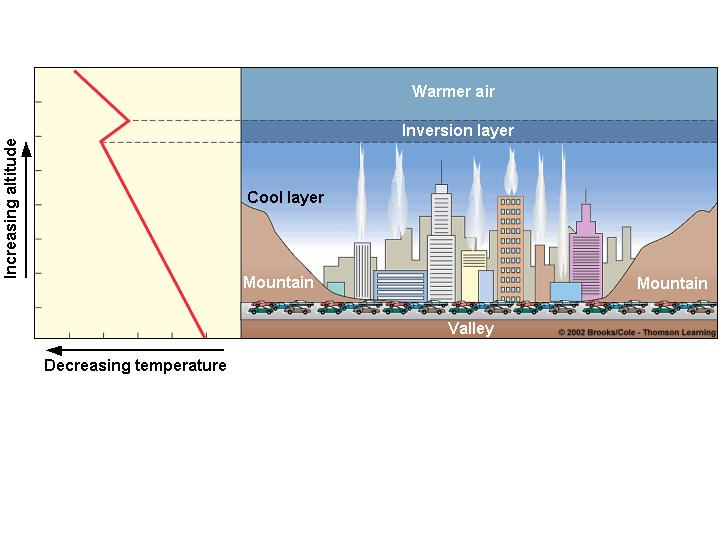 Warmer air
Inversion layer
Increasing altitude
Cool layer
Mountain
Mountain
Valley
© 2002 Brooks/Cole - Thomson Learning
Decreasing temperature